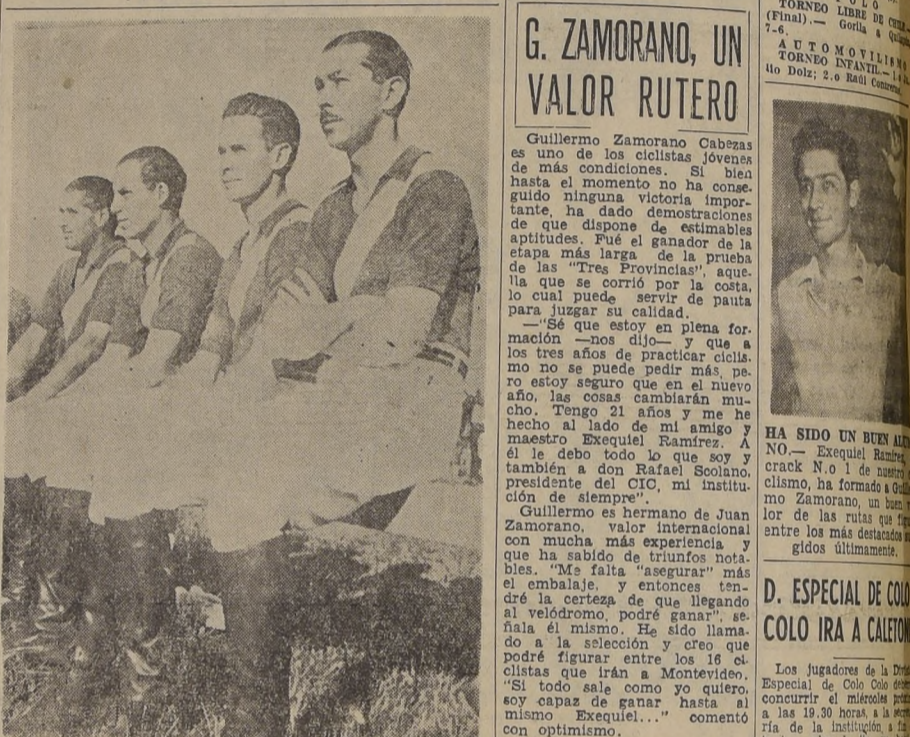 G. ZAMORANO, UN
VALOR RUTERO
Guillermo Zamorano Cabezas
es uno de los ciclistas jóvenes
de más condiciones. Si bien
hasta el momento no ha conse-
guido ninguna victoria impor-
tante, ha dado demostraciones
de que dispone de estimables
aptitudes. Fué el ganador de la
etapa más larga de la prueba
de las "Tres Provincias", aque-
lla que se corrió por la costa,
lo cual puede servir de pauta
para juzgar su calidad.
—"Sé que estoy en plena for-
mación —nos dijo— y que a
los tres años de practicar ciclis-
mo no se puede pedir más, pe-
ro estoy seguro que en el nuevo
año, las cosas cambiarán mu-
cho. Tengo 21 años y me he
hecho al lado de mi amigo y
maestro Exequiel Ramírez. A
él le debo todo lo que soy y
también a don Rafael Scolano,
presidente del CIC, mi institu-
ción de siempre".
Guillermo es hermano de Juan
Zamorano, valor internacional
con mucha más experiencia y
que ha sabido de triunfos nota-
bles. "Me falta "asegurar" más
el embalaje, y entonces ten-
dré la certeza de que llegando
al velódromo, podré ganar", se-
ñala él mismo. He sido llama-
do a la selección y creo que
podré figurar entre los 16 ci-
clistas que irán a Montevideo.
"Si todo sale como yo quiero,
soy capaz de ganar hasta al
mismo Exequiel..." comentó
con optimismo.
TORNEO LIBRE DE
(Final).— Gorila a
7-6.
AUTOMOVILISMO
TORNEO INFANTIL.—
llo Dolz; 2.o Raúl
HA SIDO UN BUEN
NO.— Exequiel Ramírez,
crack N.o 1 de nuestro
clismo, ha formado a
mo Zamorano, un buen
lor de las rutas que
entre los más destacados
gidos últimamente.
D. ESPECIAL DE COLO
COLO IRA A
Los jugadores de la
Especial de Colo Colo
concurrir el miércoles
a las 19.30 horas, a la
ría de la institución, a